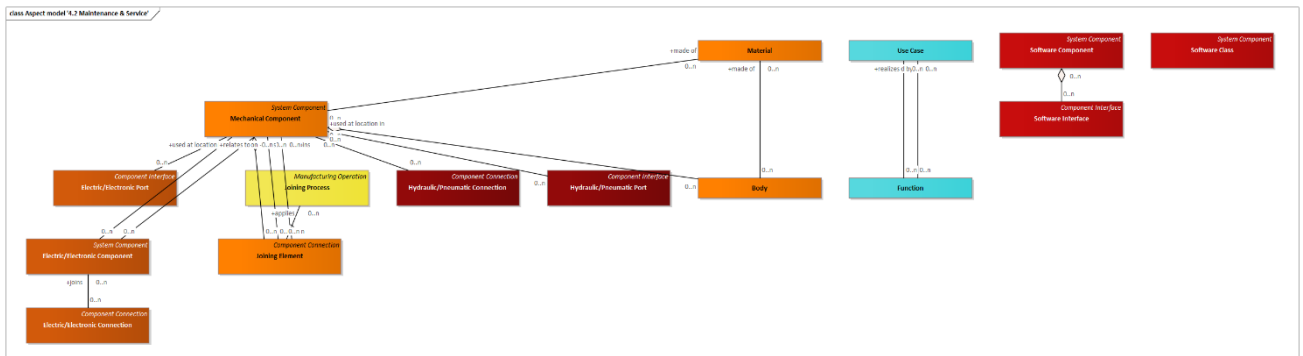 class Aspect model '4.2 Maintenance & Service'
+made of
0..n
Material
+made of
0..n
Use Case
+realized by
0..n
0..n
System Component
Software Component
0..n
0..n
Component Interface
Software Interface
System Component
Software Class
System Component
Mechanical Component
+used at location in
0..n
+used at location
+relates to
0..n
Component Interface
Electric/Electronic Port
Manufacturing Operation
Joining Process
+applies
0..n
0..n
Component Connection
Hydraulic/Pneumatic Connection
0..n
Component Interface
Hydraulic/Pneumatic Port
0..n
0..n
Body
0..n
0..n
Function
0..n
0..n
System Component
Electric/Electronic Component
+joins
0..n
0..n
Component Connection
Electric/Electronic Connection
0..n
Component Connection
Joining Element